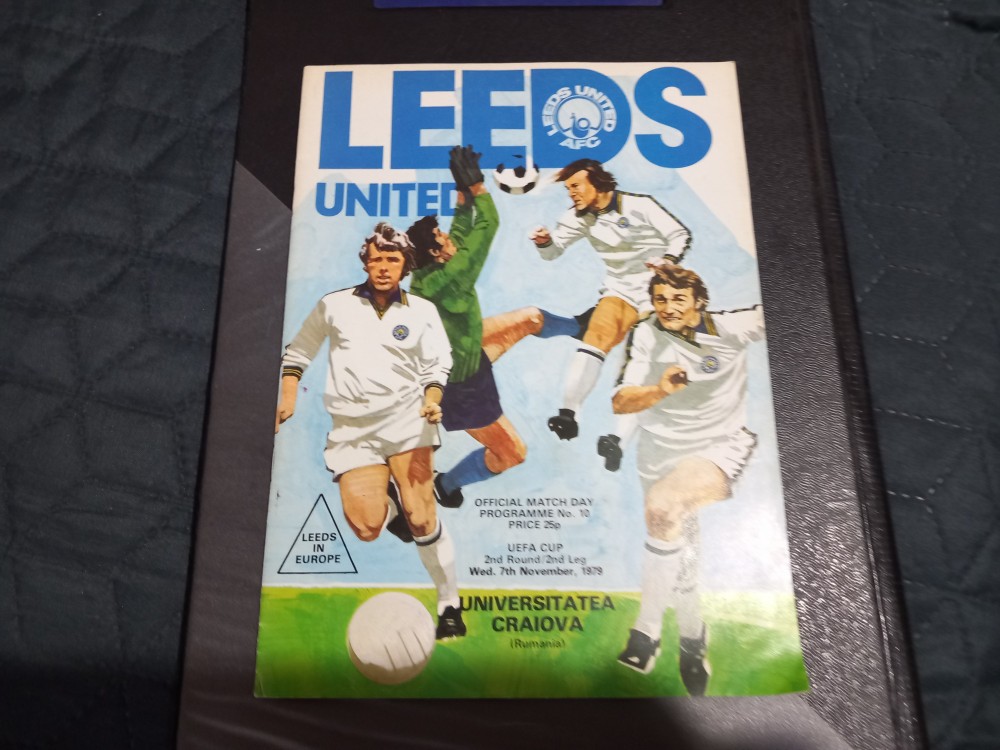 LEEDS
LEEDS UNITED
AFC
UNITED
OFFICIAL MATCH DAY
PROGRAMME No. 10
PRICE 25p
UEFA CUP
2nd Round/2nd Leg
Wed. 7th November, 1979
LEEDS
IN
EUROPE
UNIVERSITATEA
CRAIOVA
(Rumania)